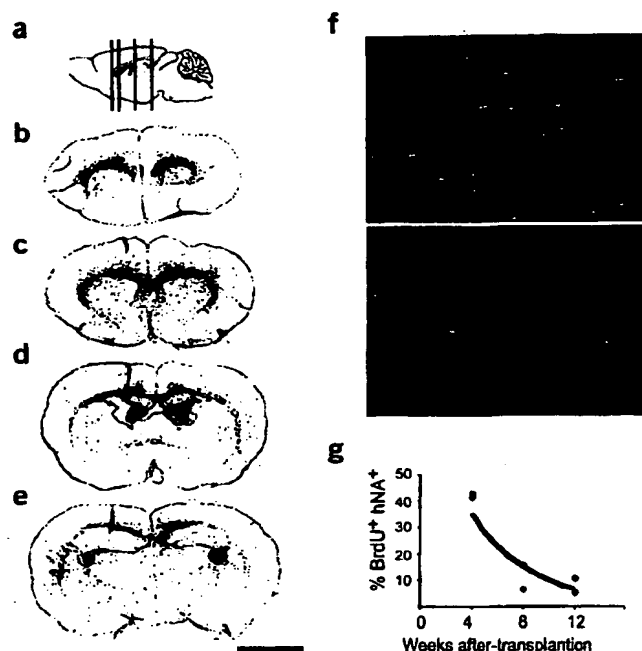 a
b
c
d
e
f
g
% BrdU⁺ hNA⁺
50
40
30
20
10
0 4 8 12
Weeks after-transplantion